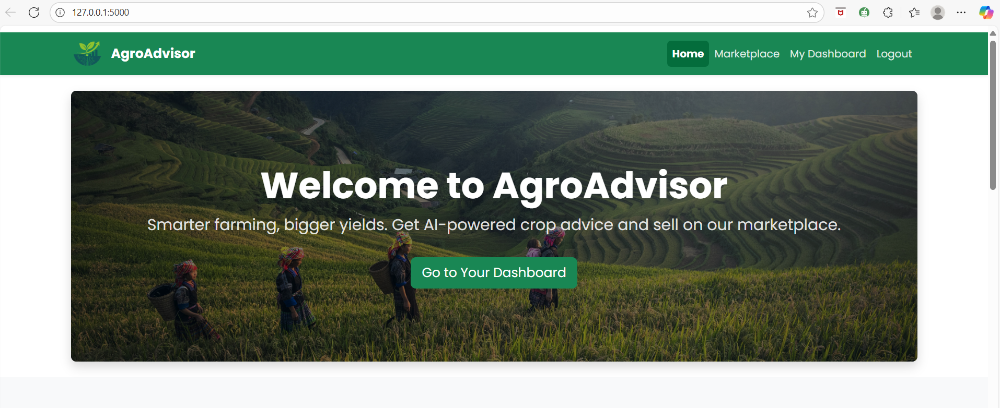 127.0.0.1:5000
AgroAdvisor
Home Marketplace My Dashboard Logout
Welcome to AgroAdvisor
Smarter farming, bigger yields. Get AI-powered crop advice and sell on our marketplace.
Go to Your Dashboard